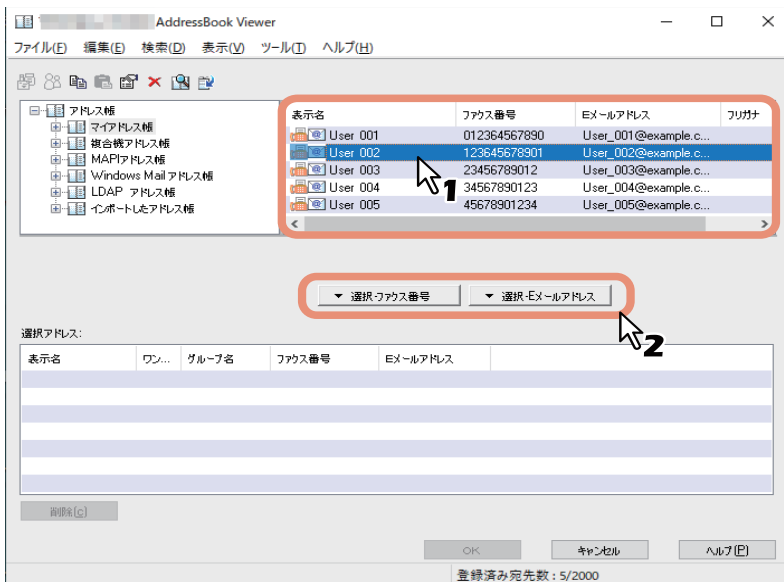 AddressBook Viewer
ファイル(F) 編集(E) 検索(D) 表示(V) ツール(T) ヘルプ(H)
アドレス帳
マイアドレス帳
複合機アドレス帳
MAPIアドレス帳
Windows Mail アドレス帳
LDAP アドレス帳
インポートしたアドレス帳
表示名 ファクス番号 Eメールアドレス フリガナ
User 001 012364567890 User_001@example.c...
User 002 123645678901 User_002@example.c...
User 003 23456789012 User_003@example.c...
User 004 34567890123 User_004@example.c...
User 005 45678901234 User_005@example.c...
1
選択-ファクス番号 選択-Eメールアドレス
2
選択アドレス:
表示名 ワン... グループ名 ファクス番号 Eメールアドレス
削除(c)
OK キャンセル ヘルプ(P)
登録済み宛先数 : 5/2000